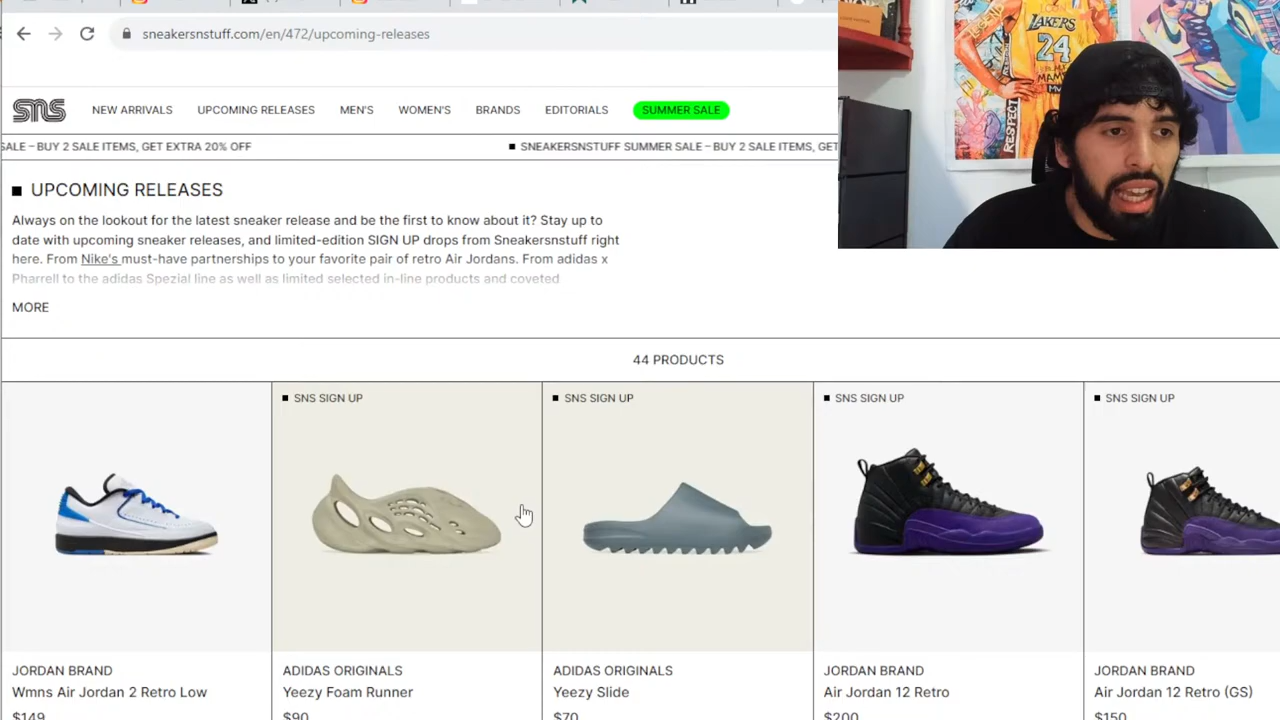 sneakersnstuff.com/en/472/upcoming-releases
LAKERS
24
MAM
RESPECT
sns
NEW ARRIVALS
UPCOMING RELEASES
MEN'S
WOMEN'S
BRANDS
EDITORIALS
SUMMER SALE
SALE – BUY 2 SALE ITEMS, GET EXTRA 20% OFF
SNEAKERSNSTUFF SUMMER SALE – BUY 2 SALE ITEMS, GET
UPCOMING RELEASES
Always on the lookout for the latest sneaker release and be the first to know about it? Stay up to
date with upcoming sneaker releases, and limited-edition SIGN UP drops from Sneakersnstuff right
here. From Nike's must-have partnerships to your favorite pair of retro Air Jordans. From adidas x
Pharrell to the adidas Spezial line as well as limited selected in-line products and coveted
MORE
44 PRODUCTS
SNS SIGN UP
SNS SIGN UP
SNS SIGN UP
SNS SIGN UP
JORDAN BRAND
Wmns Air Jordan 2 Retro Low
$149
ADIDAS ORIGINALS
Yeezy Foam Runner
$90
ADIDAS ORIGINALS
Yeezy Slide
$70
JORDAN BRAND
Air Jordan 12 Retro
$200
JORDAN BRAND
Air Jordan 12 Retro (GS)
$150